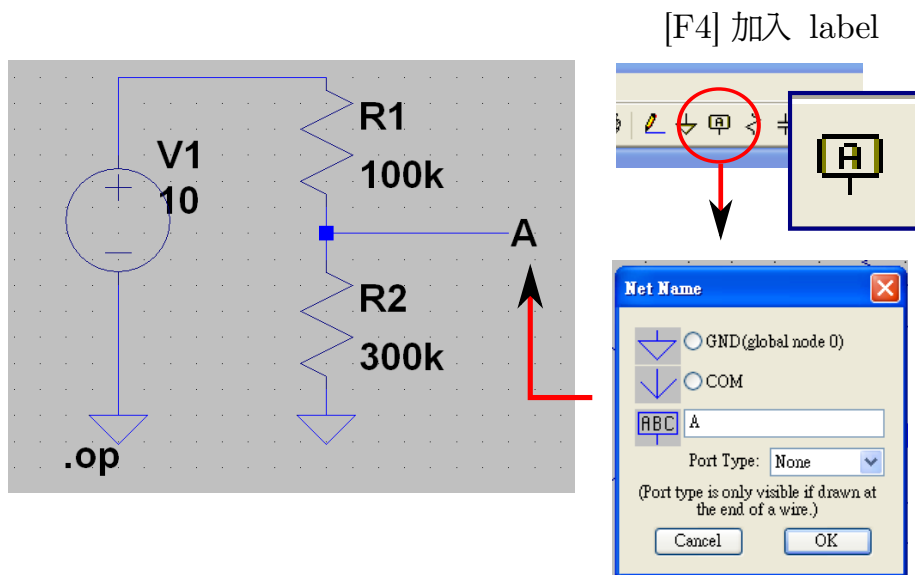 [F4] 加入 label
V1
10
R1
100k
A
R2
300k
.op
A
Net Name
GND(global node 0)
COM
ABC
A
Port Type: None
(Port type is only visible if drawn at
the end of a wire.)
Cancel OK